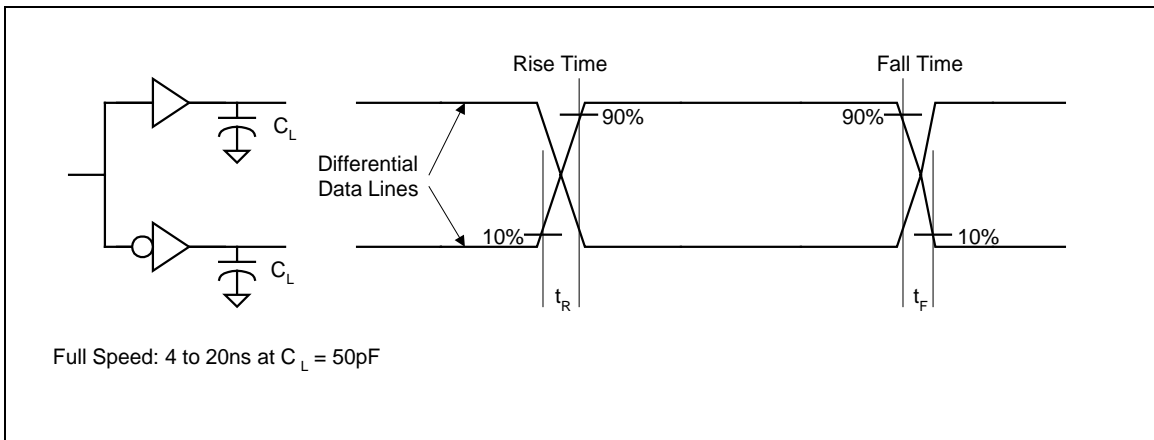 Rise Time
Fall Time
C_L
90%
90%
Differential
Data Lines
10%
10%
C_L
t_R
t_F
Full Speed: 4 to 20ns at C_L = 50pF